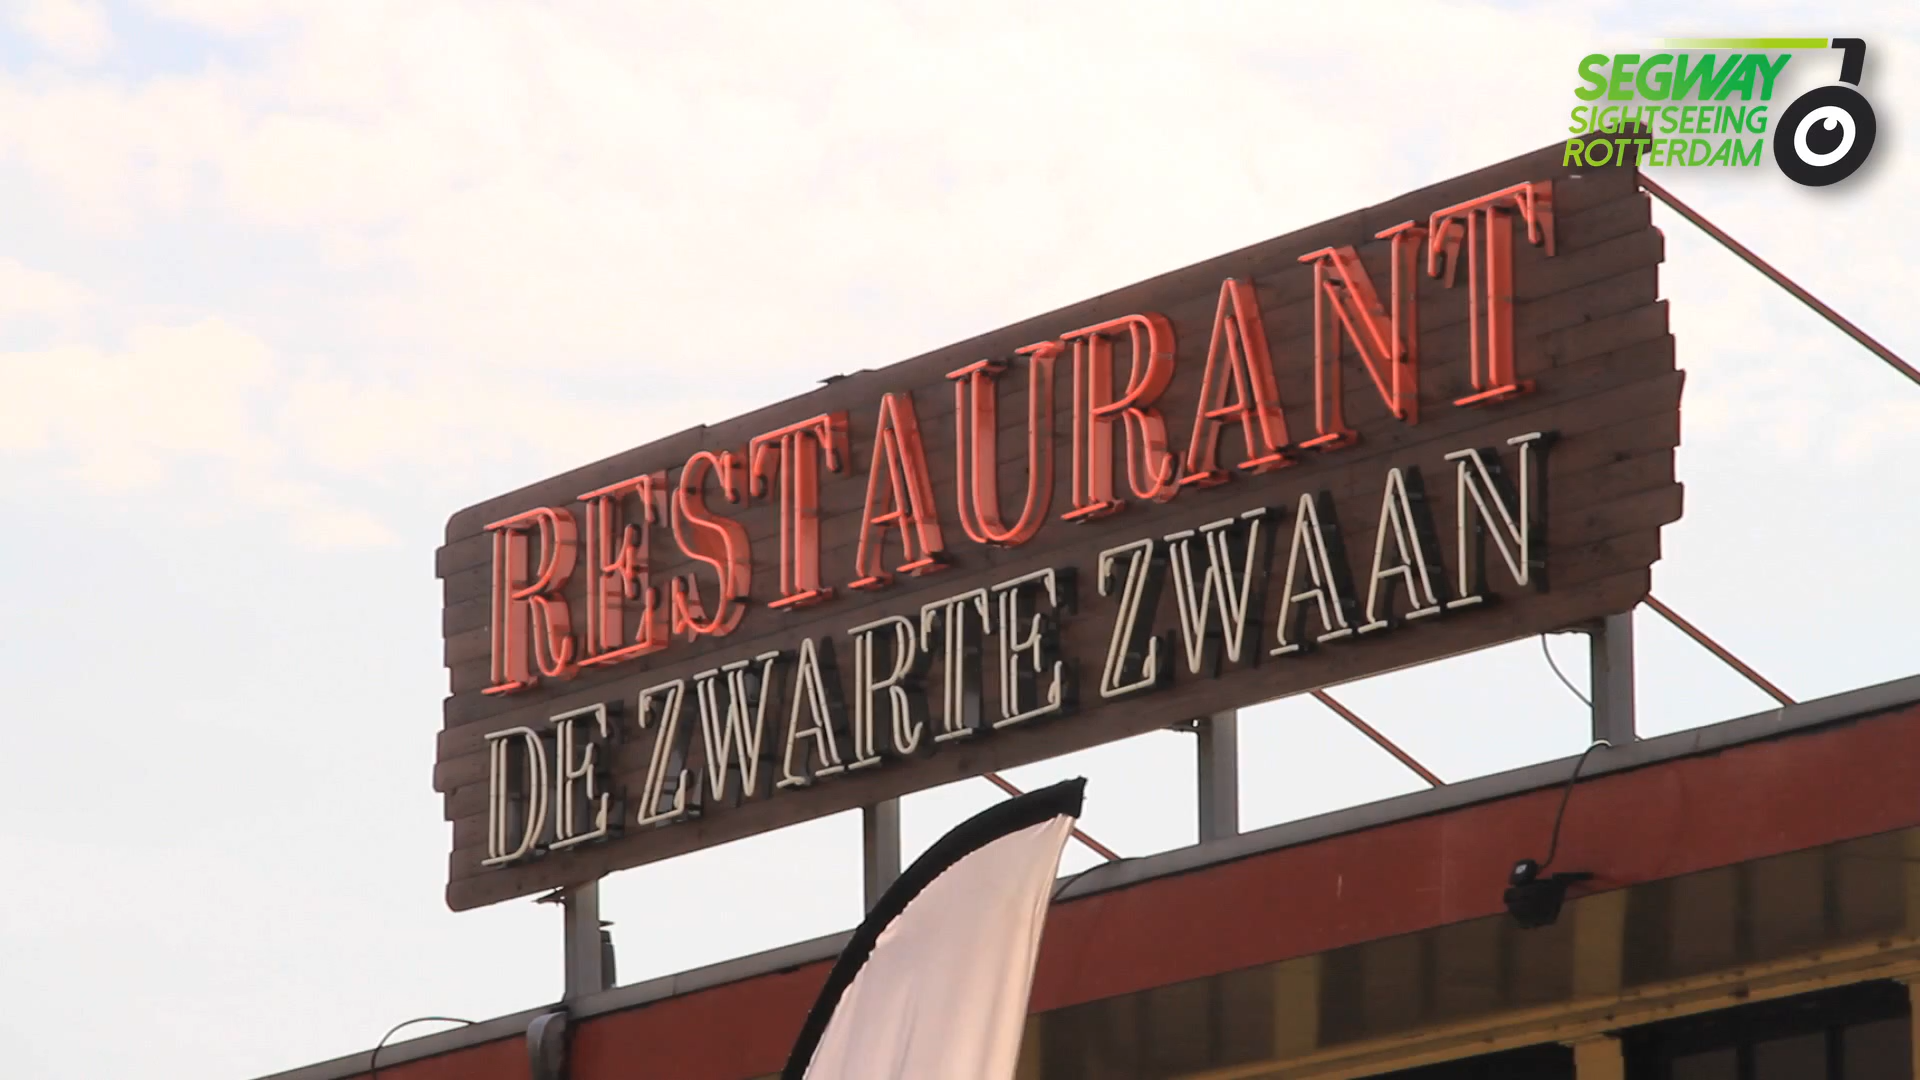 SEGWAY
SIGHTSEEING
ROTTERDAM
RESTAURANT
DE ZWARTE ZWAAN